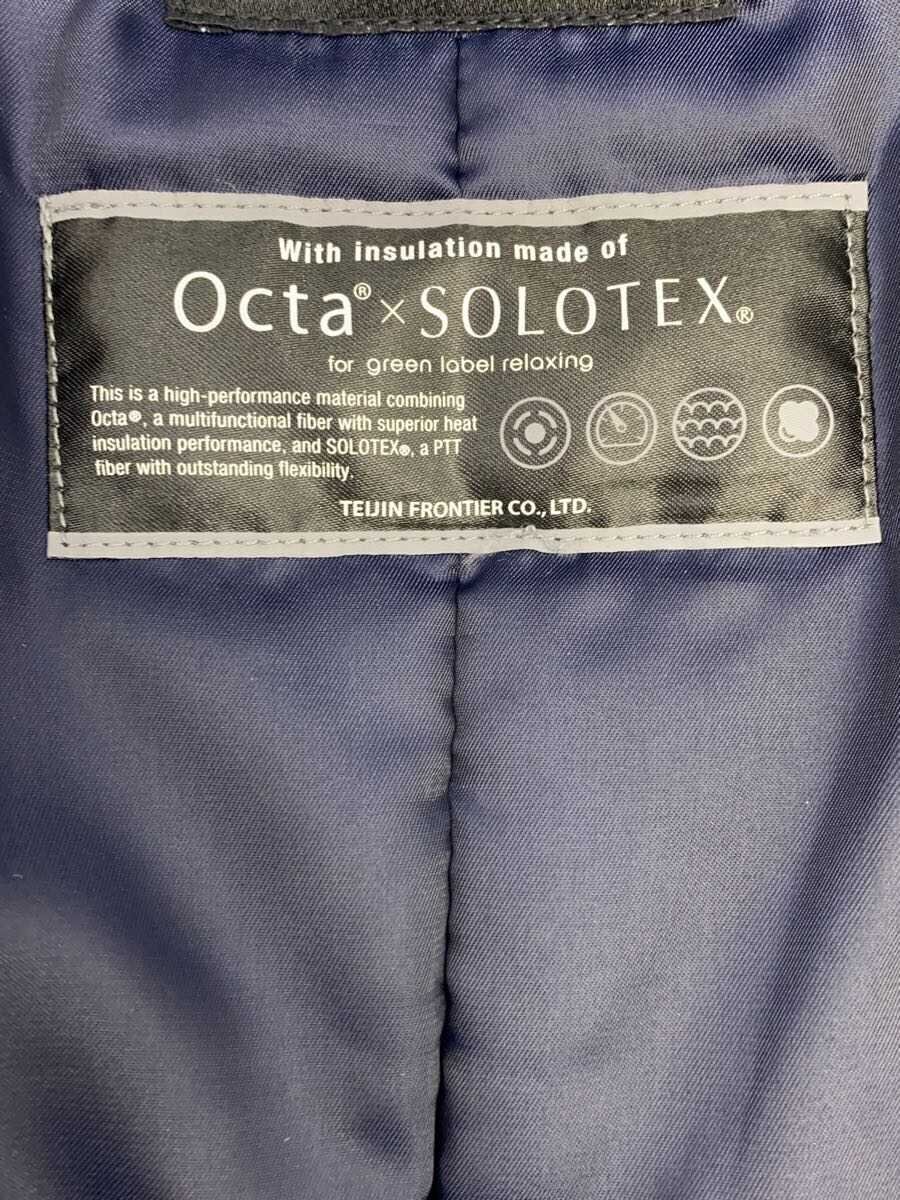 With insulation made of
Octa® × SOLOTEX®
for green label relaxing
This is a high-performance material combining
Octa®, a multifunctional fiber with superior heat
insulation performance, and SOLOTEX®, a PTT
fiber with outstanding flexibility.
TEIJIN FRONTIER CO., LTD.